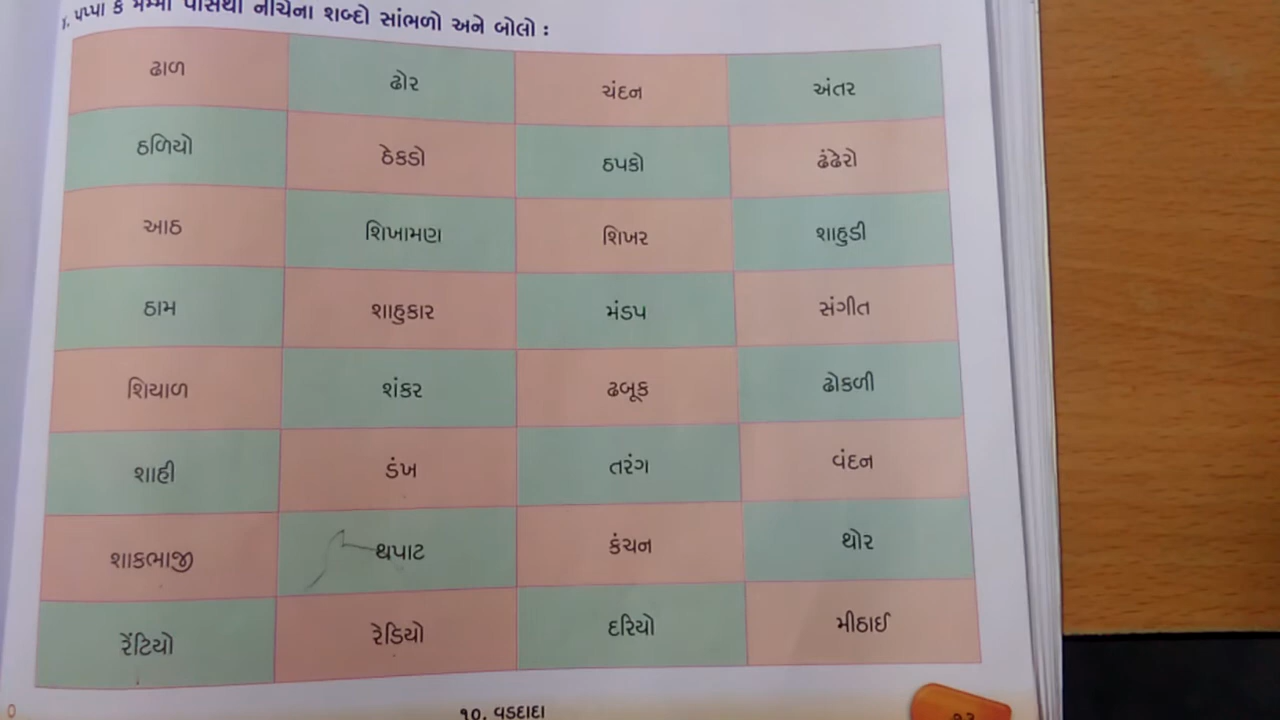 ૪. પપ્પા કે મમ્મી પાસેથી નીચેના શબ્દો સાંભળો અને બોલો :
ઢાળ ઢોર ચંદન અંતર
ઠળિયો ઠેકડો ઠપકો ઢંઢેરો
આઠ શિખામણ શિખર શાહુડી
ઠામ શાહુકાર મંડપ સંગીત
શિયાળ શંકર ઢબૂક ઢોકળી
શાહી ડંખ તરંગ વંદન
શાકભાજી થપાટ કંચન થોર
રેંટિયો રેડિયો દરિયો મીઠાઈ
૧૦. વડદાદા